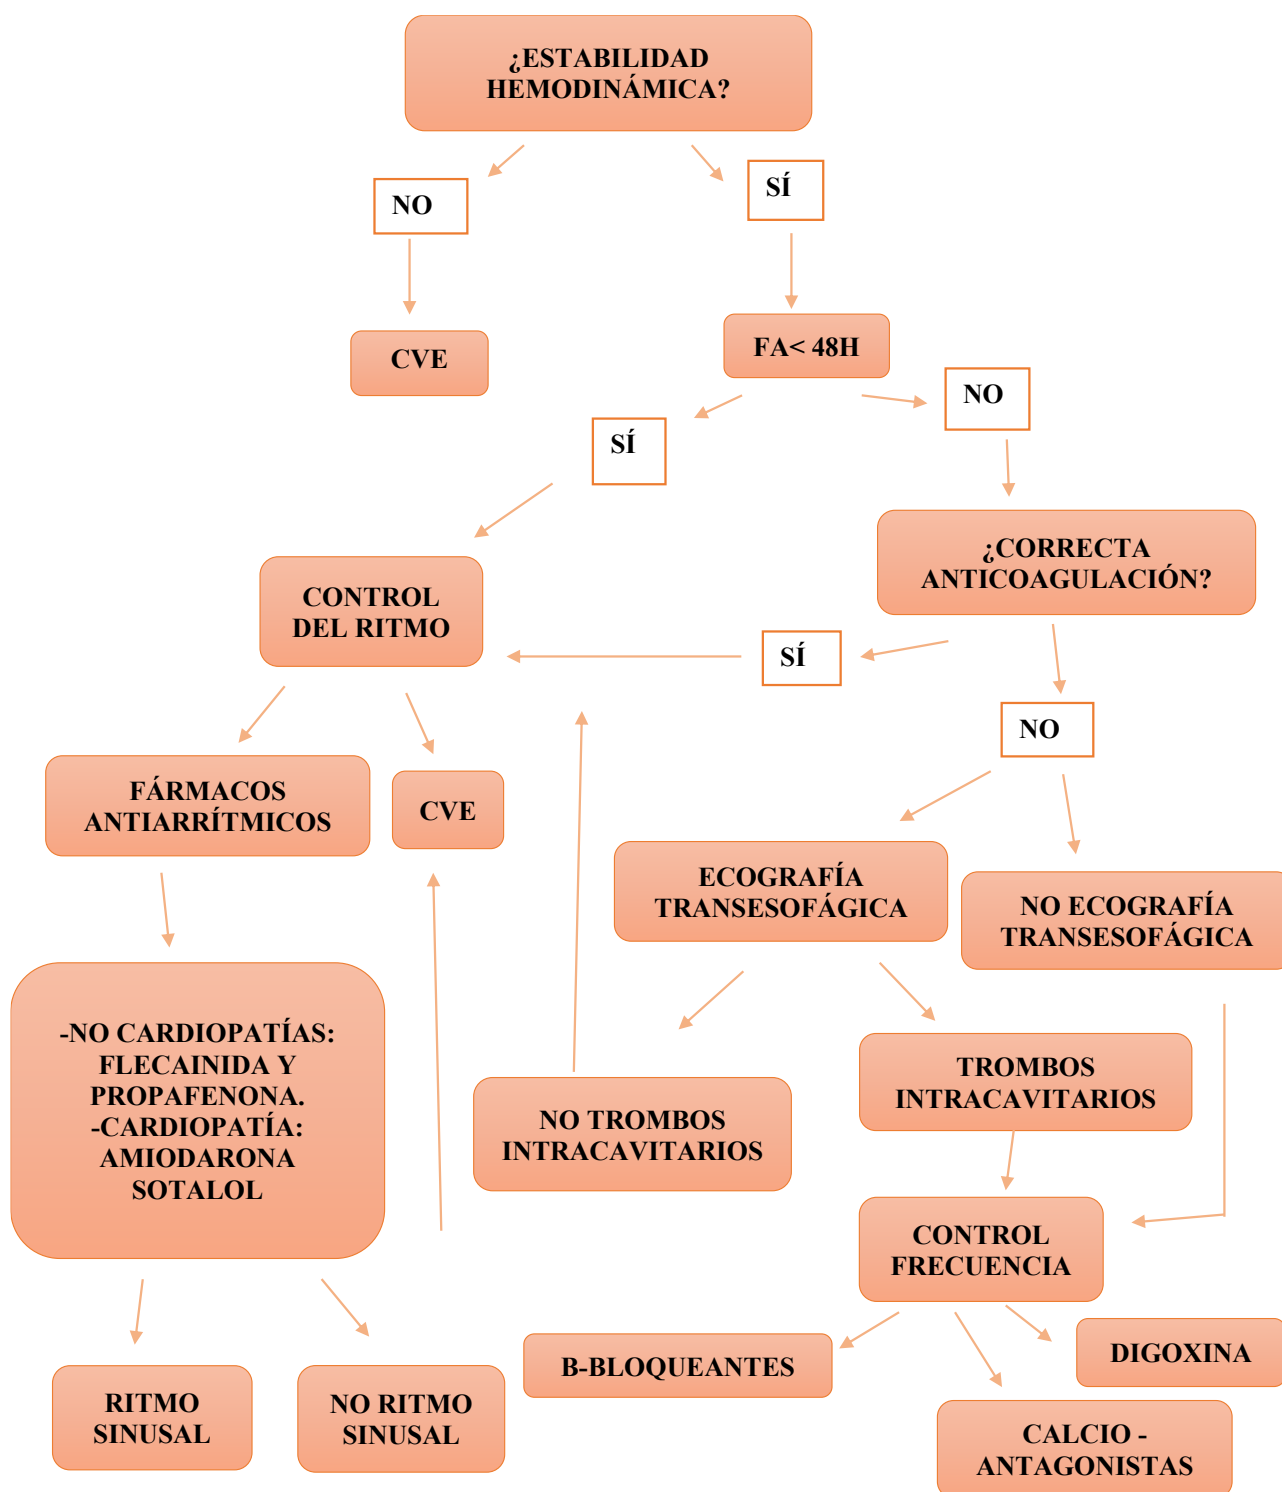 ¿ESTABILIDAD
HEMODINÁMICA?
NO
SÍ
CVE
FA< 48H
NO
SÍ
¿CORRECTA
ANTICOAGULACIÓN?
CONTROL
DEL RITMO
SÍ
NO
FÁRMACOS
ANTIARRÍTMICOS
CVE
ECOGRAFÍA
TRANSESOFÁGICA
NO ECOGRAFÍA
TRANSESOFÁGICA
-NO CARDIOPATÍAS:
FLECAINIDA Y
PROPAFENONA.
-CARDIOPATÍA:
AMIODARONA
SOTALOL
NO TROMBOS
INTRACAVITARIOS
TROMBOS
INTRACAVITARIOS
CONTROL
FRECUENCIA
B-BLOQUEANTES
DIGOXINA
RITMO
SINUSAL
NO RITMO
SINUSAL
CALCIO -
ANTAGONISTAS